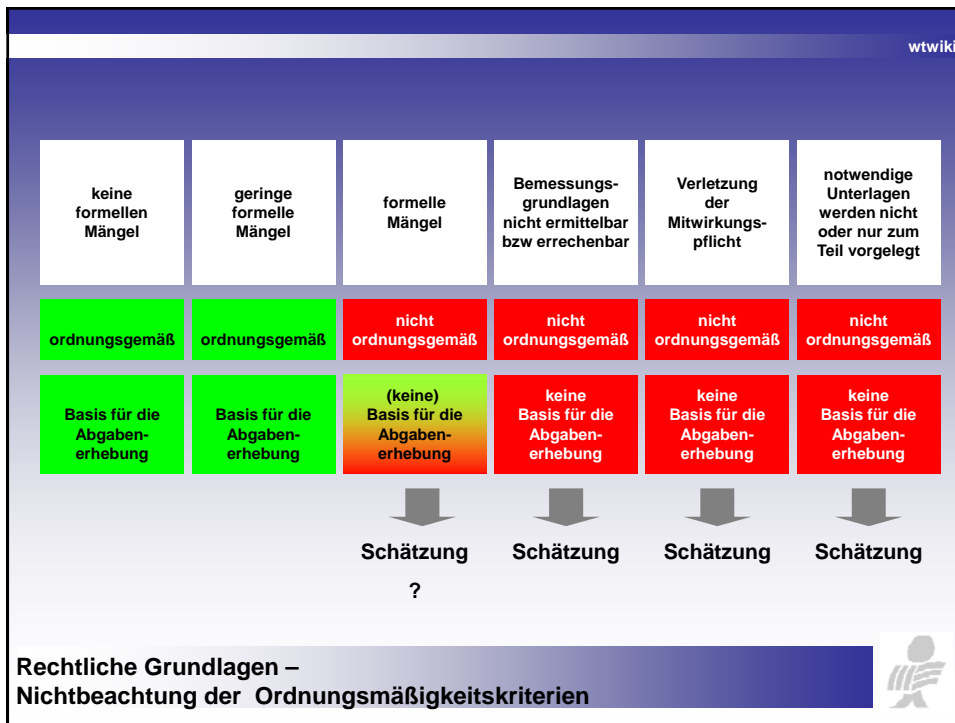 wtwiki
keine
formellen
Mängel
geringe
formelle
Mängel
formelle
Mängel
Bemessungs-
grundlagen
nicht ermittelbar
bzw errechenbar
Verletzung
der
Mitwirkungs-
pflicht
notwendige
Unterlagen
werden nicht
oder nur zum
Teil vorgelegt
ordnungsgemäß
ordnungsgemäß
nicht
ordnungsgemäß
nicht
ordnungsgemäß
nicht
ordnungsgemäß
nicht
ordnungsgemäß
Basis für die
Abgaben-
erhebung
Basis für die
Abgaben-
erhebung
(keine)
Basis für die
Abgaben-
erhebung
keine
Basis für die
Abgaben-
erhebung
keine
Basis für die
Abgaben-
erhebung
keine
Basis für die
Abgaben-
erhebung
Schätzung
?
Schätzung
Schätzung
Schätzung
Rechtliche Grundlagen –
Nichtbeachtung der Ordnungsmäßigkeitskriterien